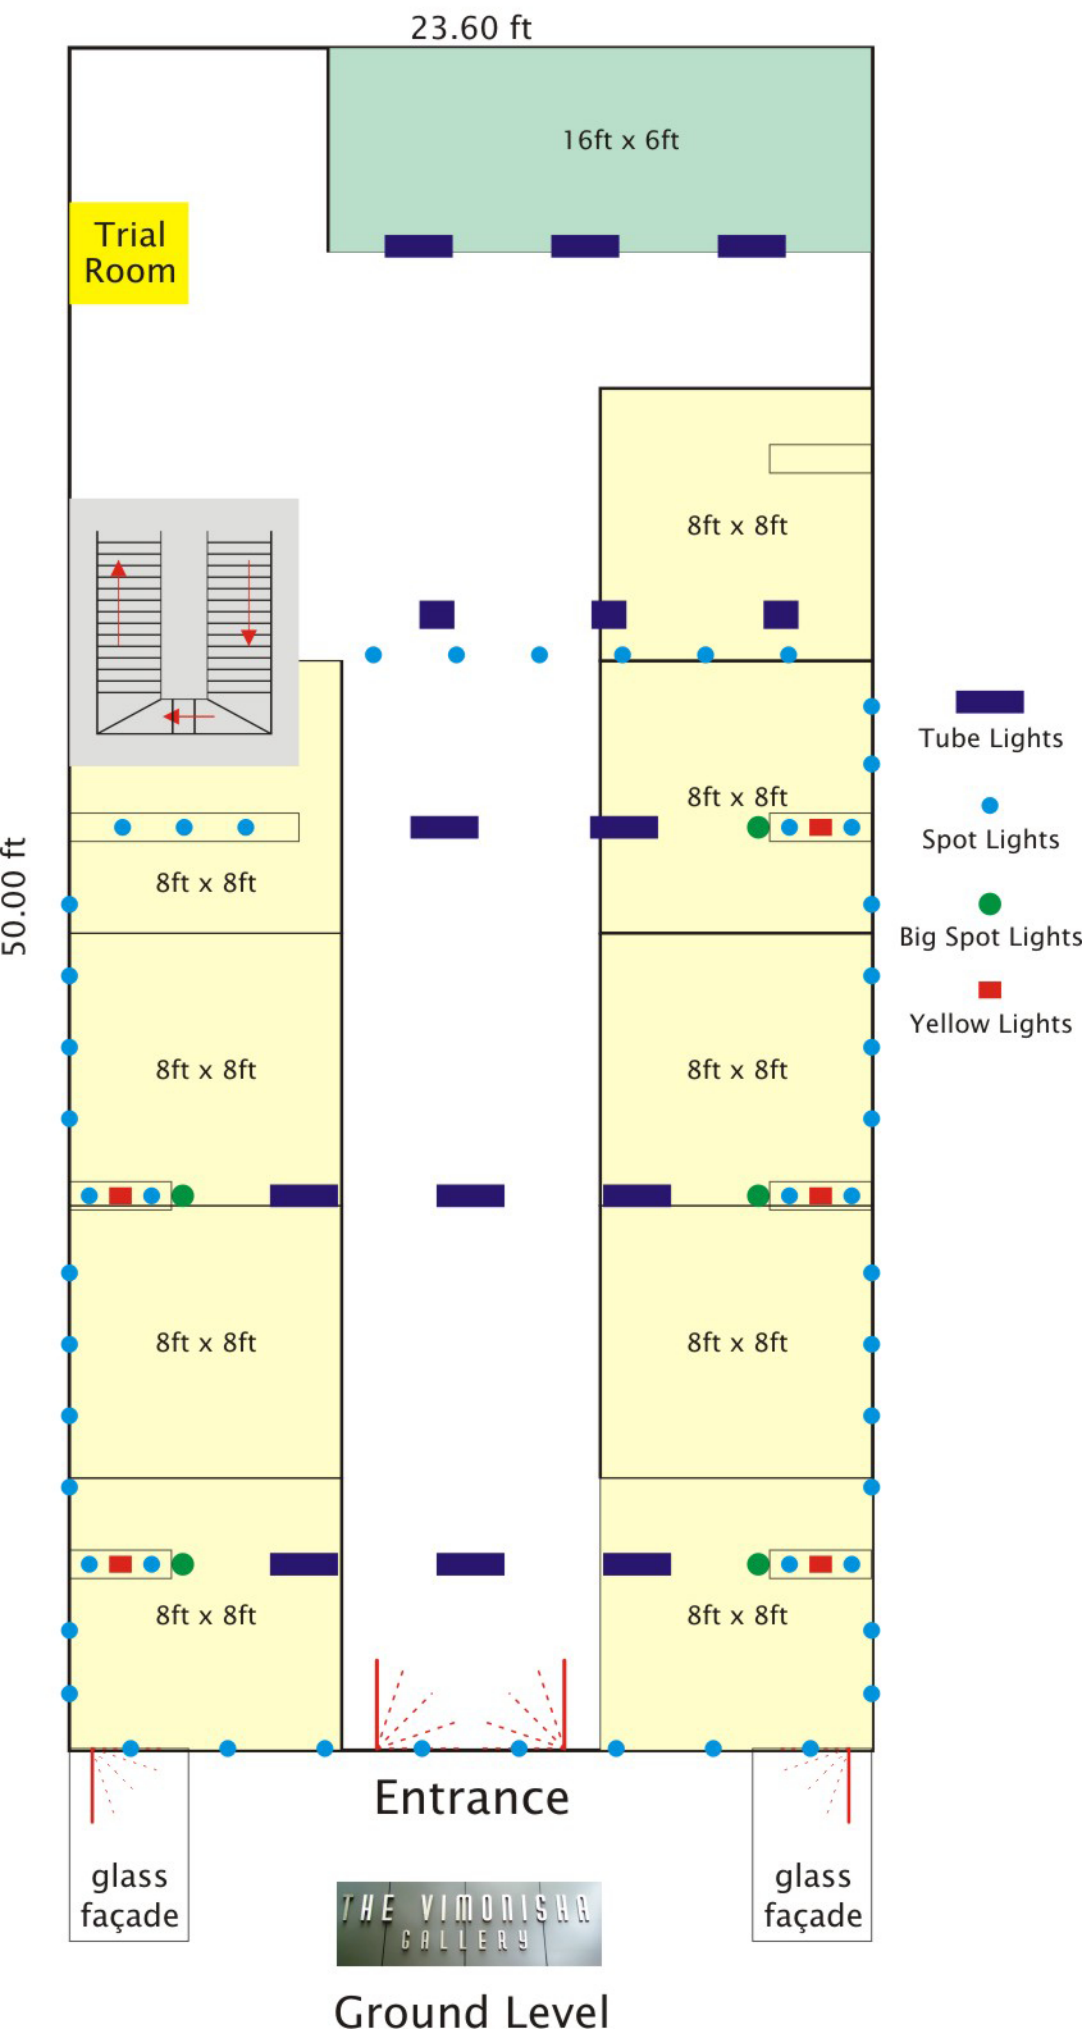 23.60 ft
16ft x 6ft
Trial
Room
8ft x 8ft
8ft x 8ft
8ft x 8ft
50.00 ft
8ft x 8ft
8ft x 8ft
8ft x 8ft
8ft x 8ft
8ft x 8ft
8ft x 8ft
Tube Lights
Spot Lights
Big Spot Lights
Yellow Lights
Entrance
glass
façade
glass
façade
THE VIMONISHA
GALLERY
Ground Level